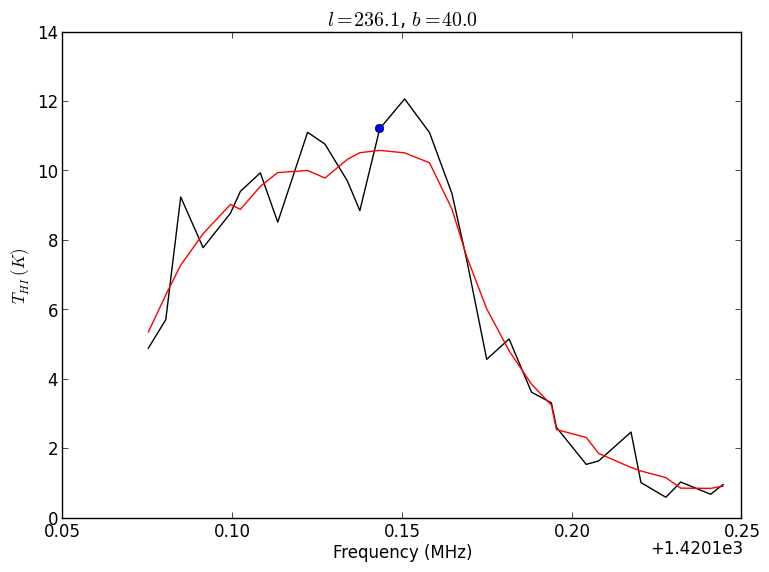 l = 236.1, b = 40.0
14
12
10
8
6
4
2
0
T_HI (K)
0.05 0.10 0.15 0.20 0.25
Frequency (MHz)
+1.4201e3